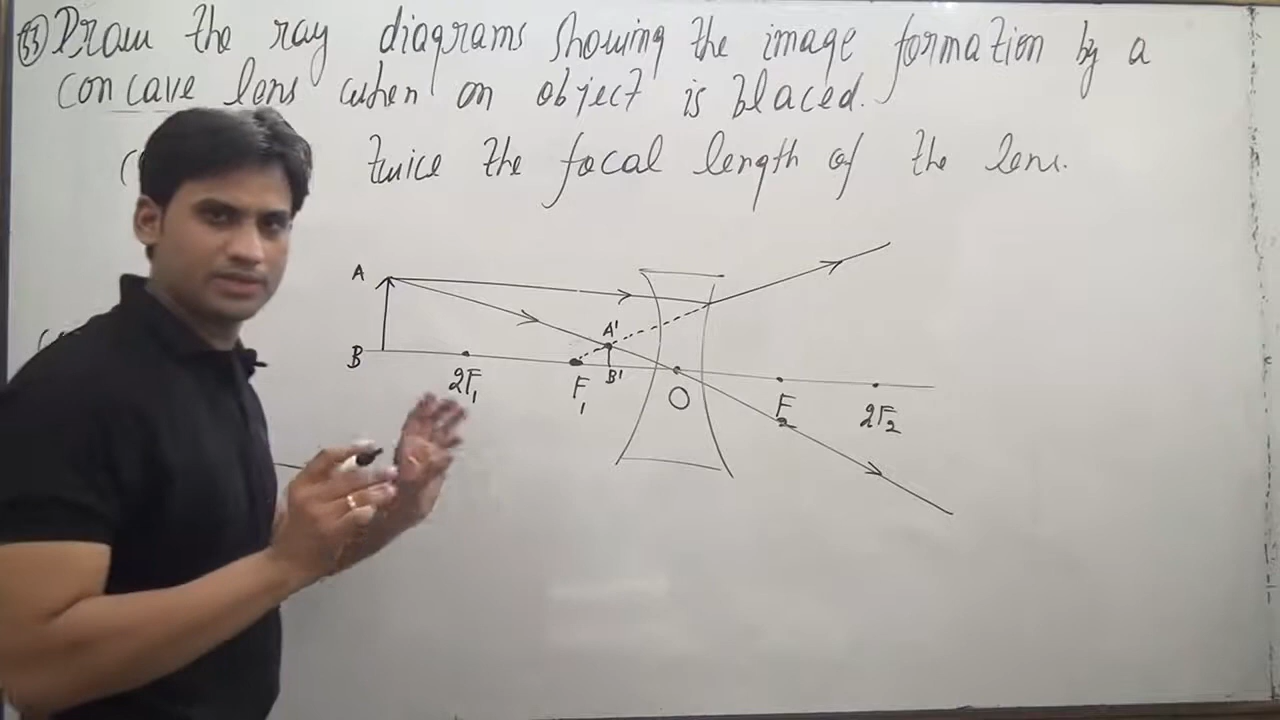 33) Draw the ray diagrams showing the image formation by a
concave lens when an object is blaced.
( twice the focal length of the lens.
A
A'
B
B'
2F1
F1
O
F2
2F2